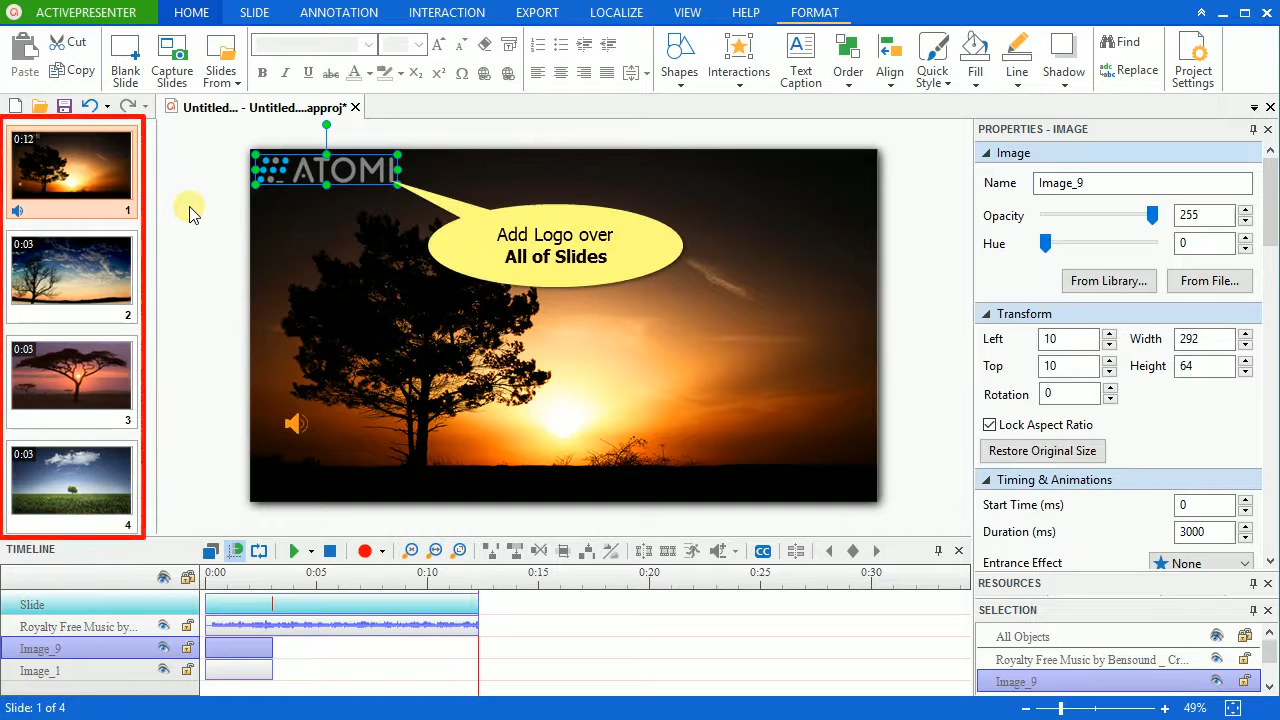 ACTIVEPRESENTER
HOME
SLIDE
ANNOTATION
INTERACTION
EXPORT
LOCALIZE
VIEW
HELP
FORMAT
Paste
Cut
Copy
Blank
Slide
Capture
Slides
Slides
From
Shapes
Interactions
Text
Caption
Order
Align
Quick
Style
Fill
Line
Shadow
Find
Replace
Project
Settings
Untitled... - Untitled....approj*
0:12
1
0:03
2
0:03
3
0:03
4
ATOMI
Add Logo over
All of Slides
PROPERTIES - IMAGE
Image
Name Image_9
Opacity 255
Hue 0
From Library... From File...
Transform
Left 10 Width 292
Top 10 Height 64
Rotation 0
Lock Aspect Ratio
Restore Original Size
Timing & Animations
Start Time (ms) 0
Duration (ms) 3000
Entrance Effect None
RESOURCES
SELECTION
All Objects
Royalty Free Music by Bensound _ Cr...
Image_9
TIMELINE
CC
0:00 0:05 0:10 0:15 0:20 0:25 0:30
Slide
Royalty Free Music by...
Image_9
Image_1
Slide: 1 of 4
49%